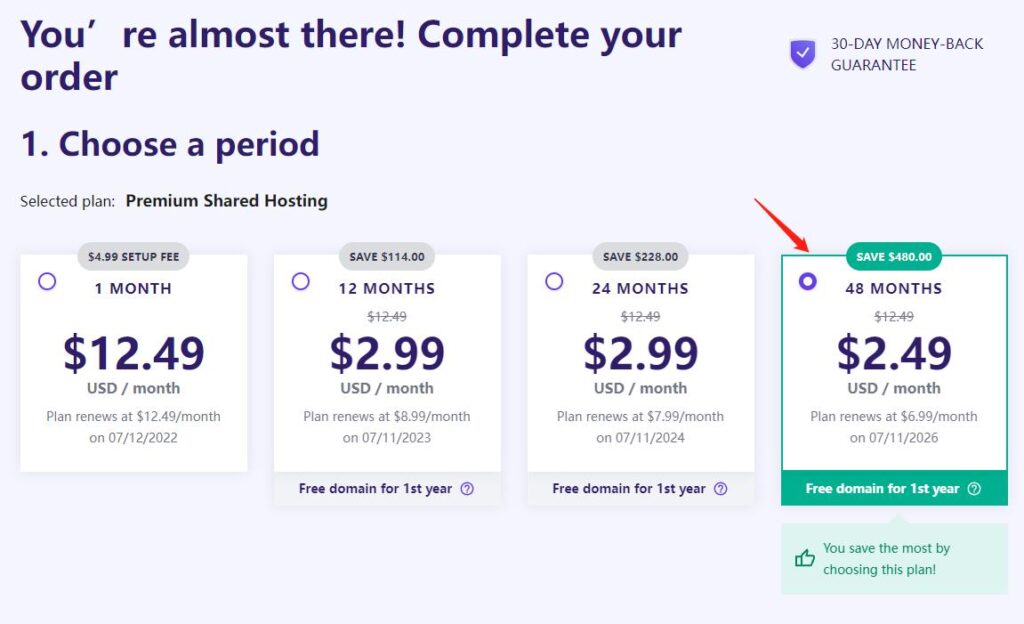 You’re almost there! Complete your
order
30-DAY MONEY-BACK
GUARANTEE
1. Choose a period
Selected plan: Premium Shared Hosting
$4.99 SETUP FEE
1 MONTH
$12.49
USD / month
Plan renews at $12.49/month
on 07/12/2022
SAVE $114.00
12 MONTHS
$12.49
$2.99
USD / month
Plan renews at $8.99/month
on 07/11/2023
Free domain for 1st year
SAVE $228.00
24 MONTHS
$12.49
$2.99
USD / month
Plan renews at $7.99/month
on 07/11/2024
Free domain for 1st year
SAVE $480.00
48 MONTHS
$12.49
$2.49
USD / month
Plan renews at $6.99/month
on 07/11/2026
Free domain for 1st year
You save the most by
choosing this plan!